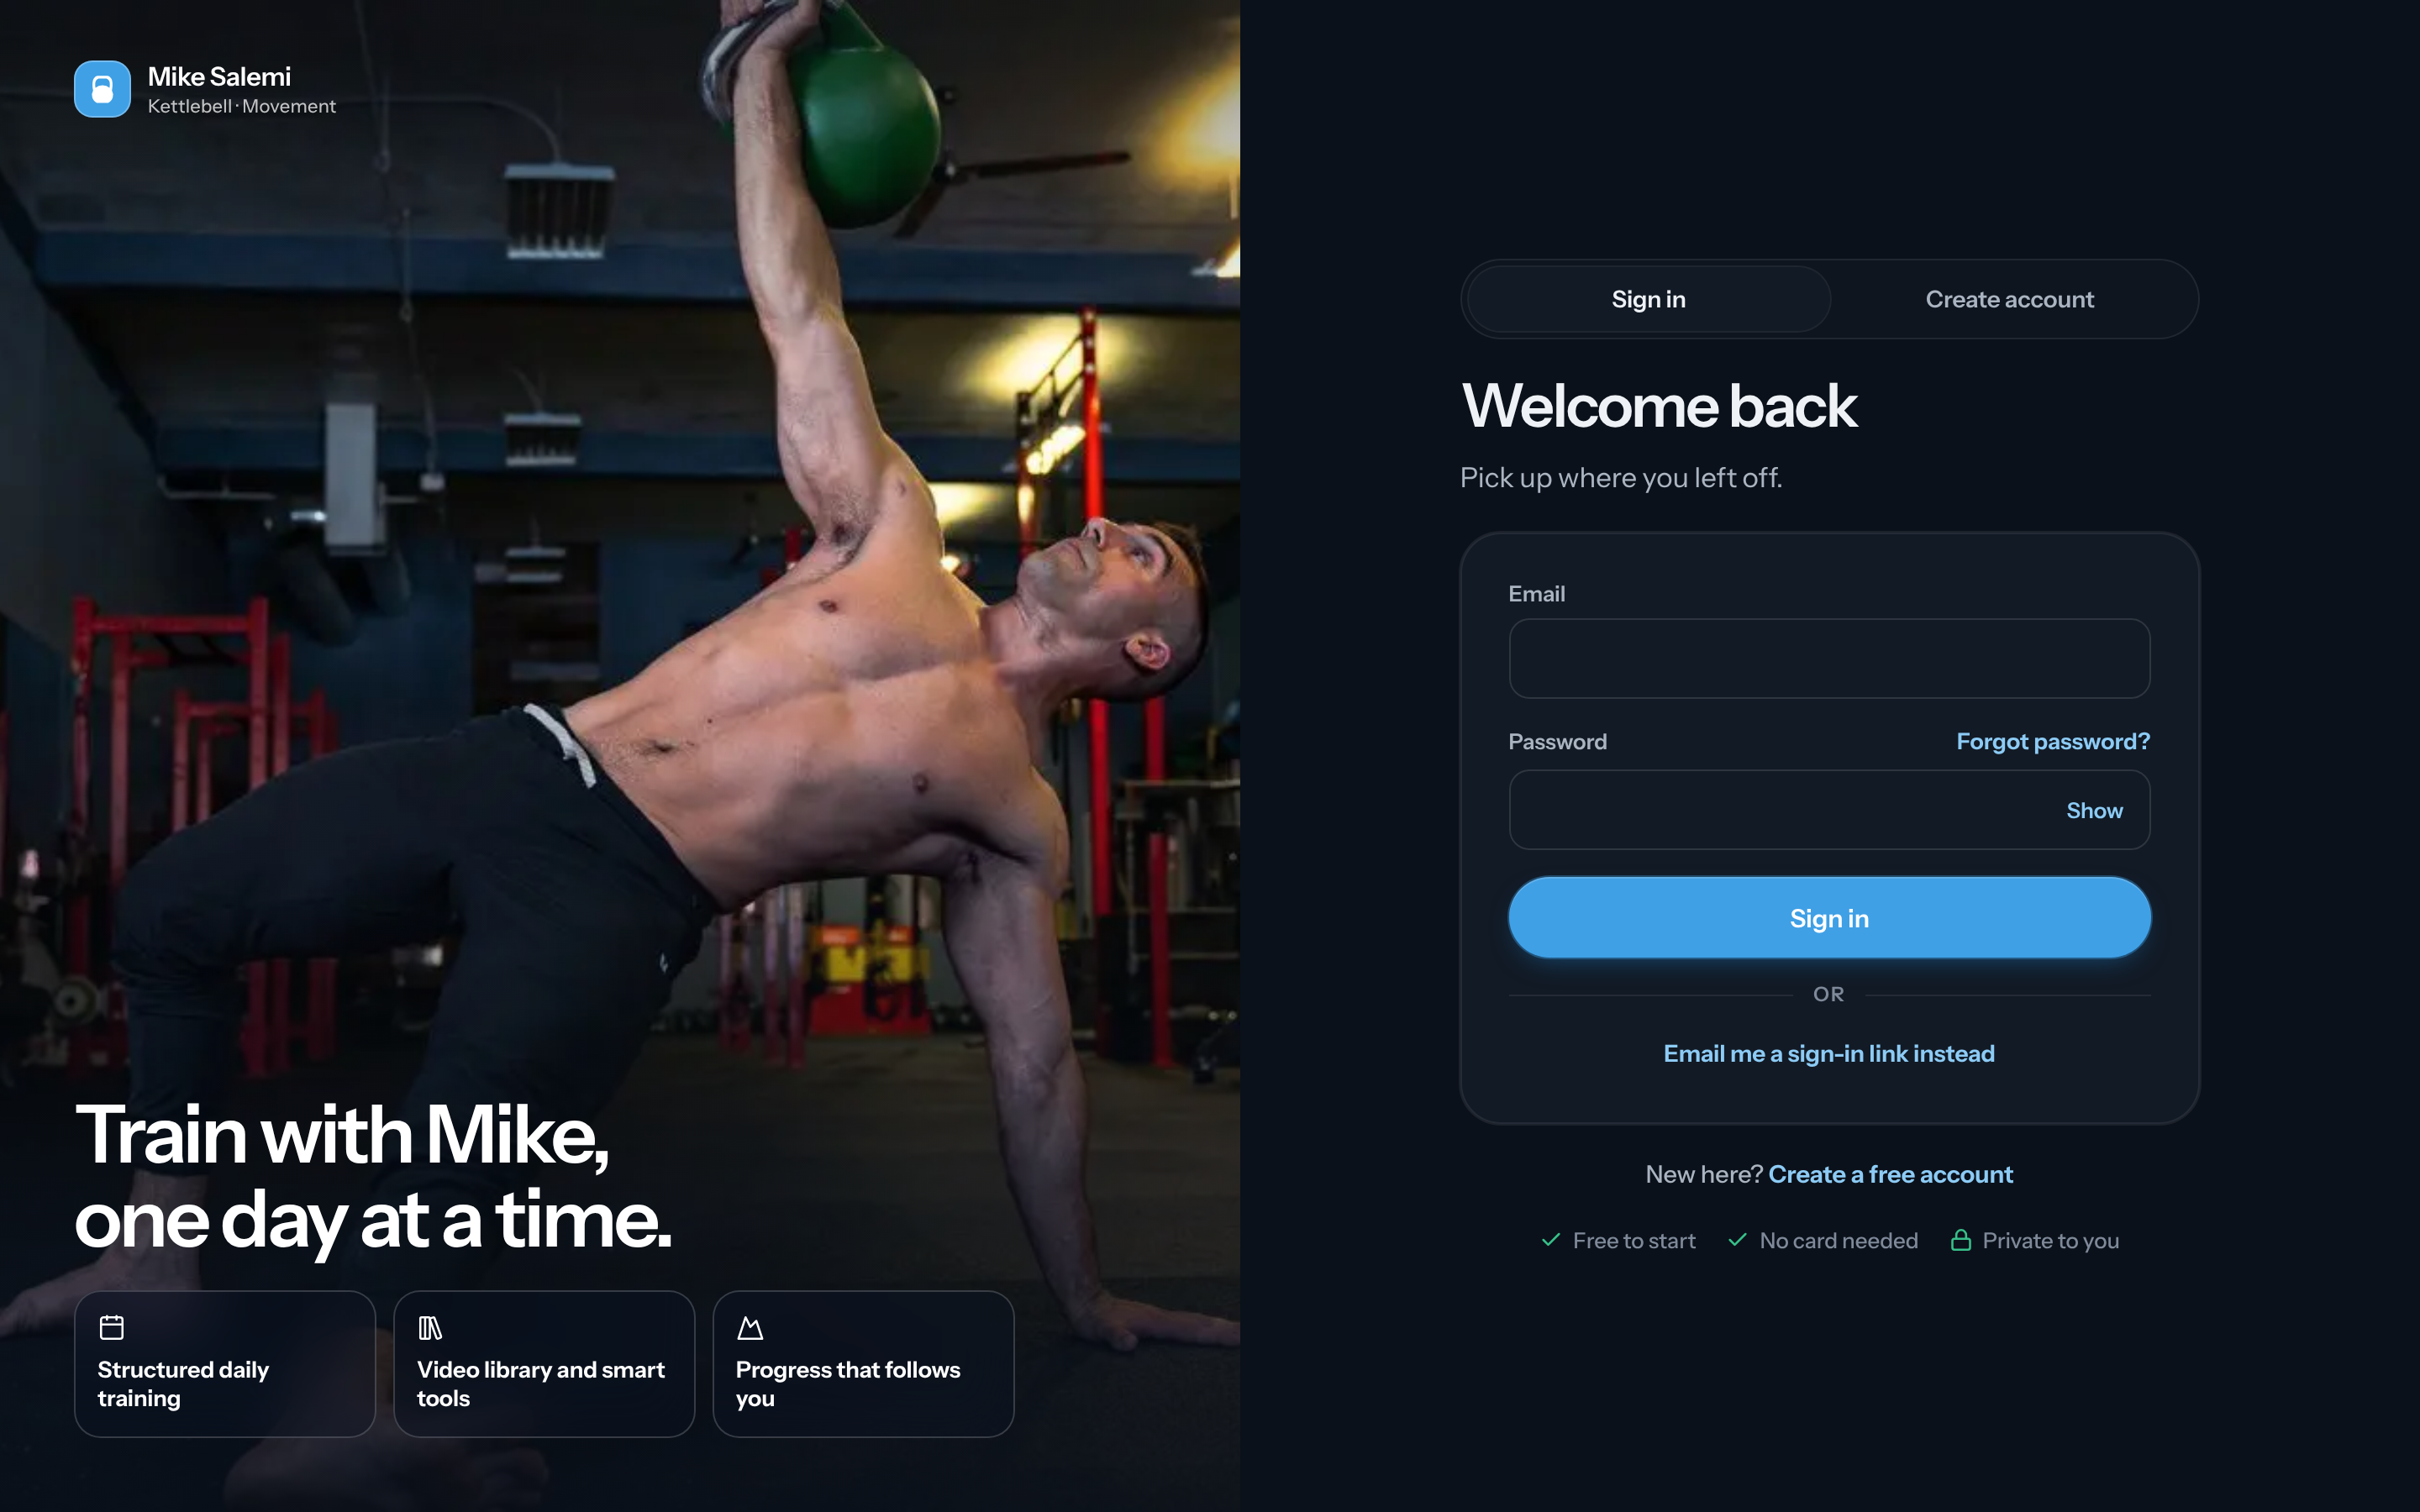 Mike Salemi
Kettlebell · Movement
Train with Mike,
one day at a time.
Structured daily
training
Video library and smart
tools
Progress that follows
you
Sign in
Create account
Welcome back
Pick up where you left off.
Email
Password
Forgot password?
Show
Sign in
OR
Email me a sign-in link instead
New here? Create a free account
Free to start
No card needed
Private to you